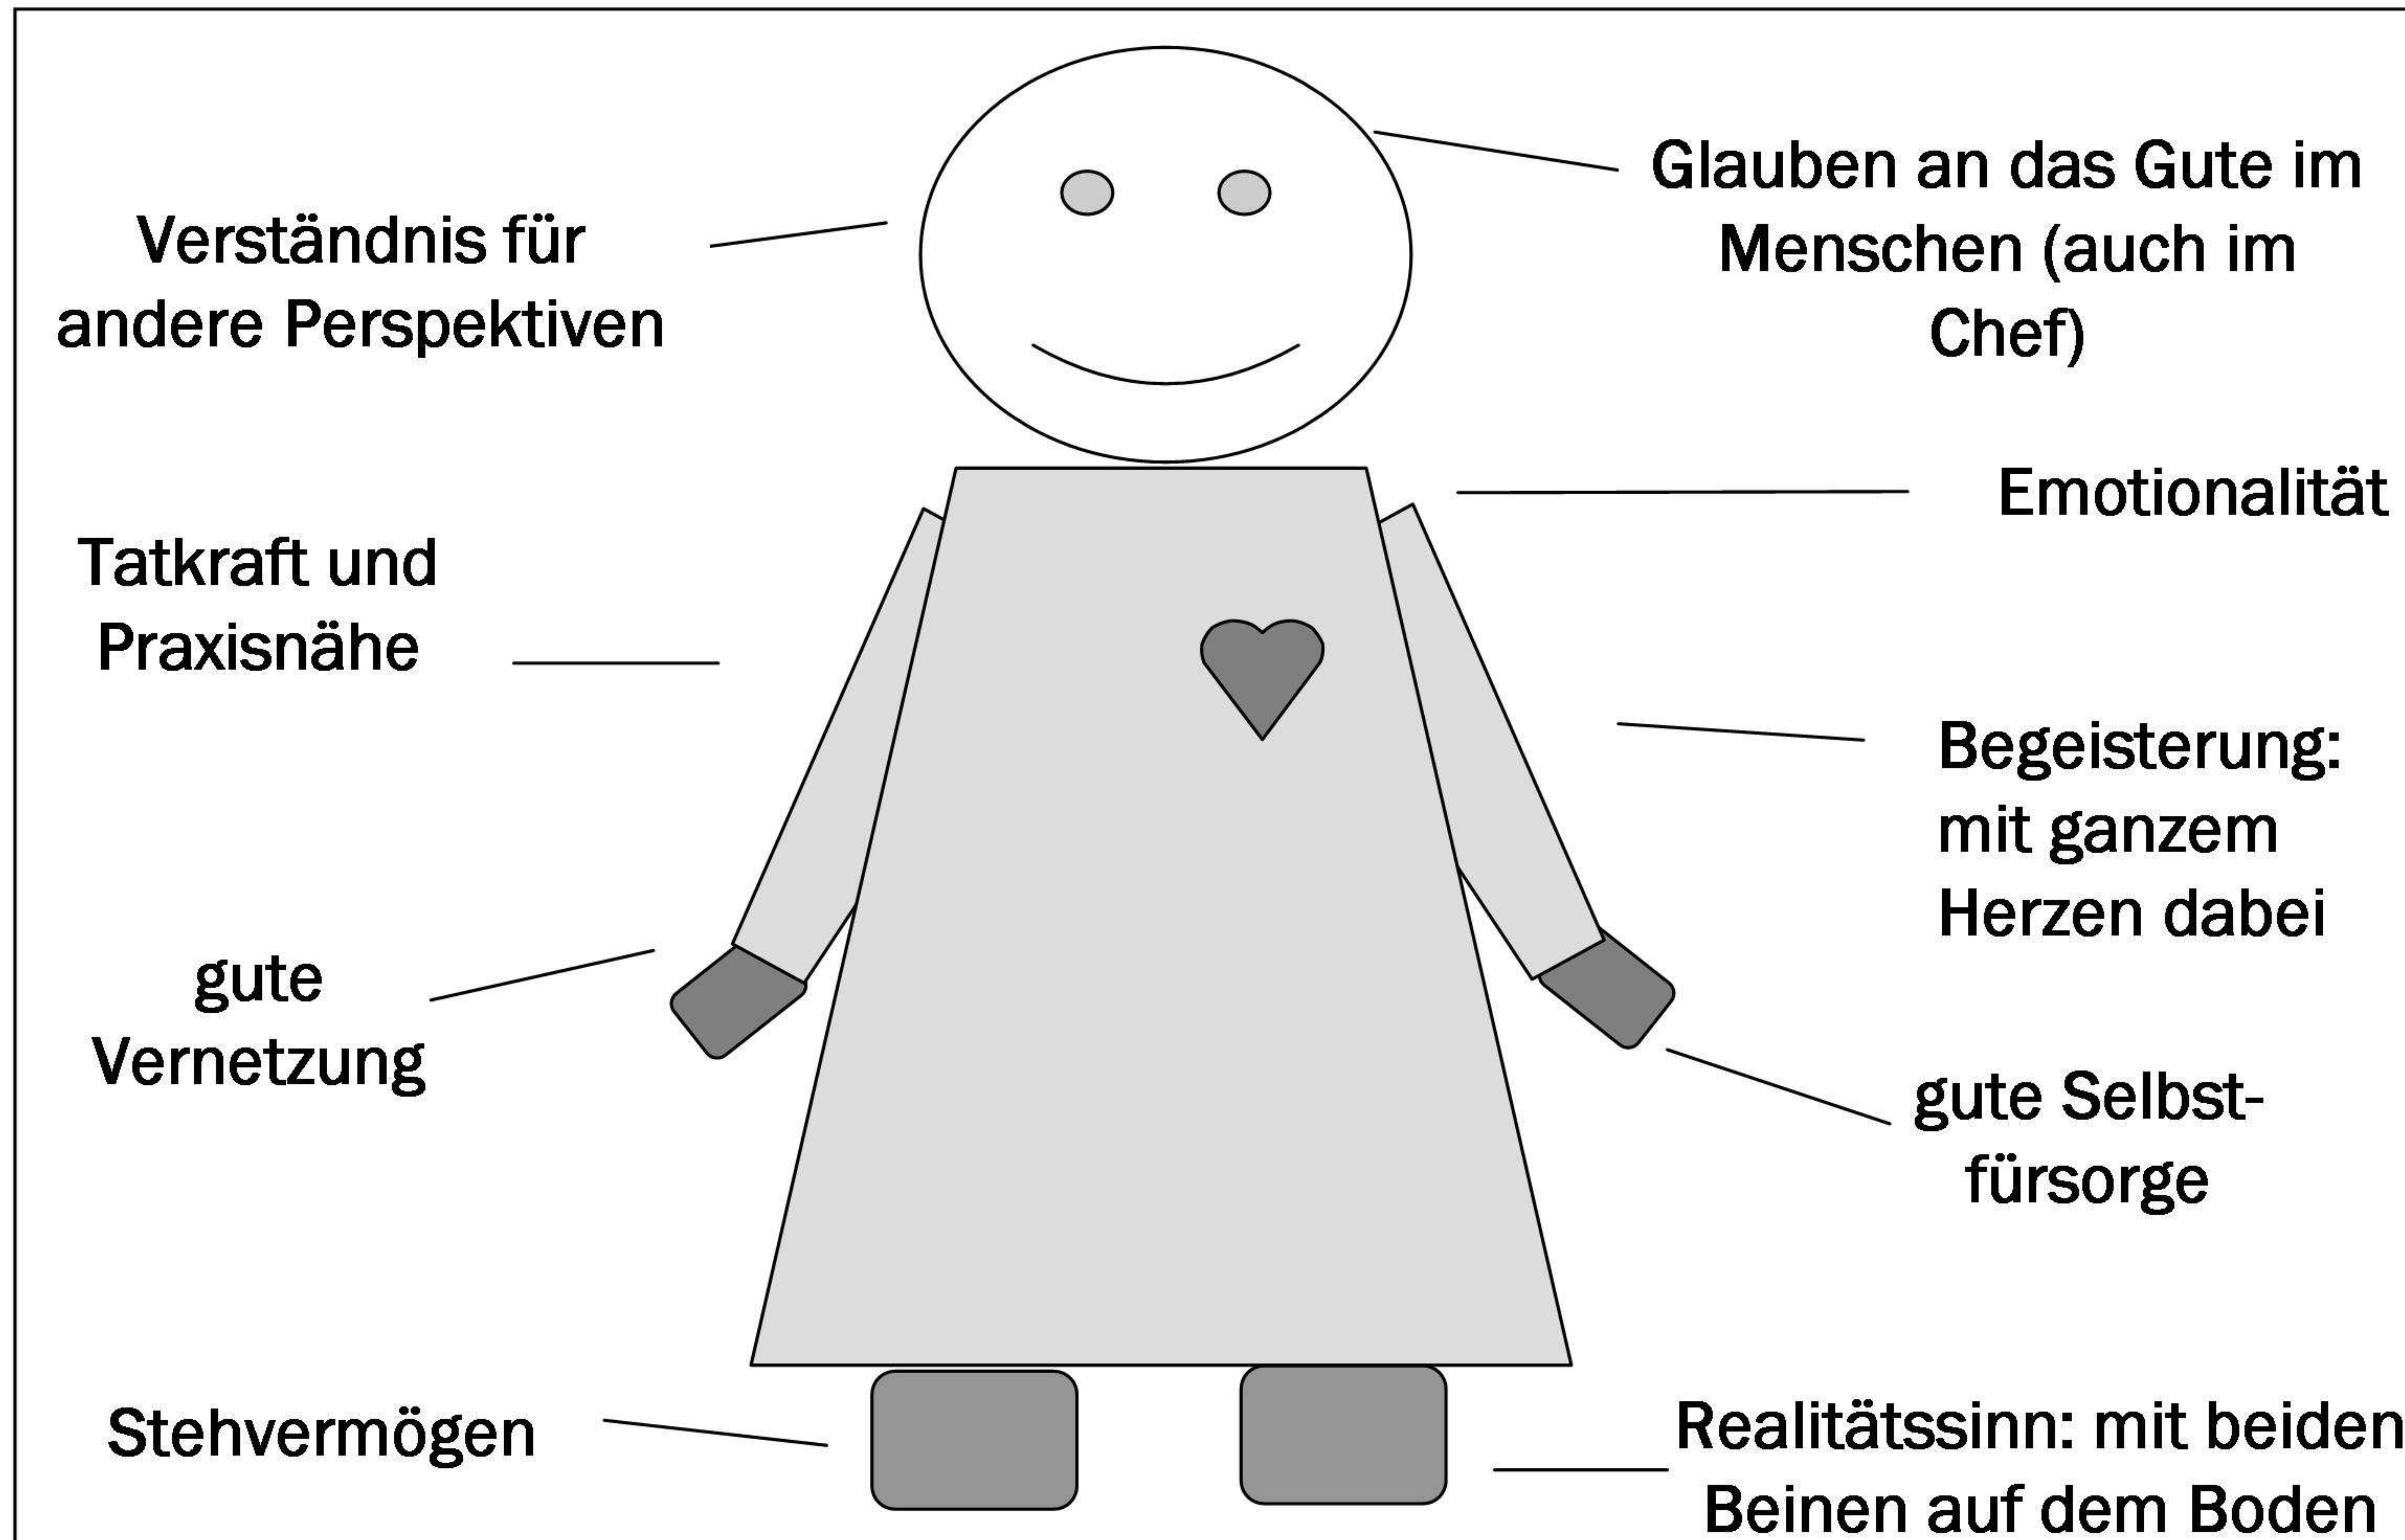 Verständnis für
andere Perspektiven
Glauben an das Gute im
Menschen (auch im
Chef)
Emotionalität
Tatkraft und
Praxisnähe
Begeisterung:
mit ganzem
Herzen dabei
gute
Vernetzung
gute Selbst-
fürsorge
Stehvermögen
Realitätssinn: mit beiden
Beinen auf dem Boden